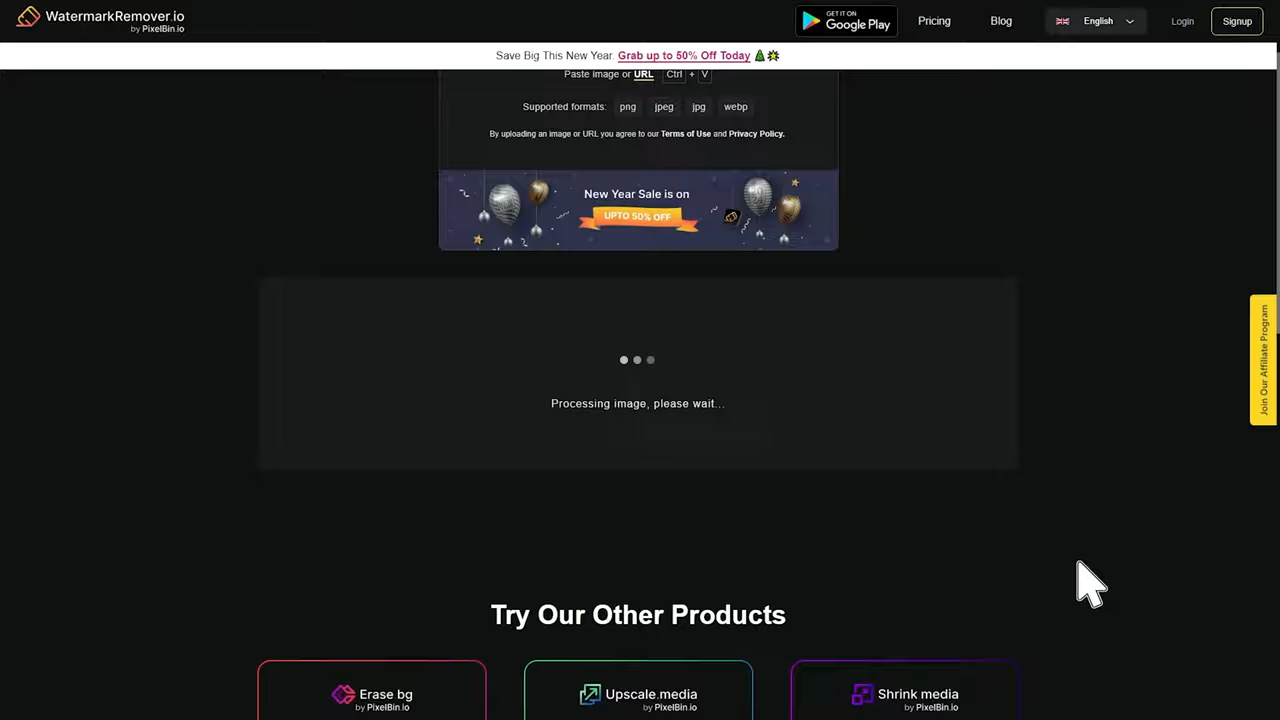 WatermarkRemover.io
by PixelBin.io
GET IT ON
Google Play
Pricing
Blog
English
Login
Signup
Save Big This New Year. Grab up to 50% Off Today
Paste image or URL Ctrl + V
Supported formats: png jpeg jpg webp
By uploading an image or URL you agree to our Terms of Use and Privacy Policy.
New Year Sale is on
UPTO 50% OFF
Join Our Affiliate Program
Processing image, please wait...
Try Our Other Products
Erase bg
by PixelBin.io
Upscale.media
by PixelBin.io
Shrink media
by PixelBin.io